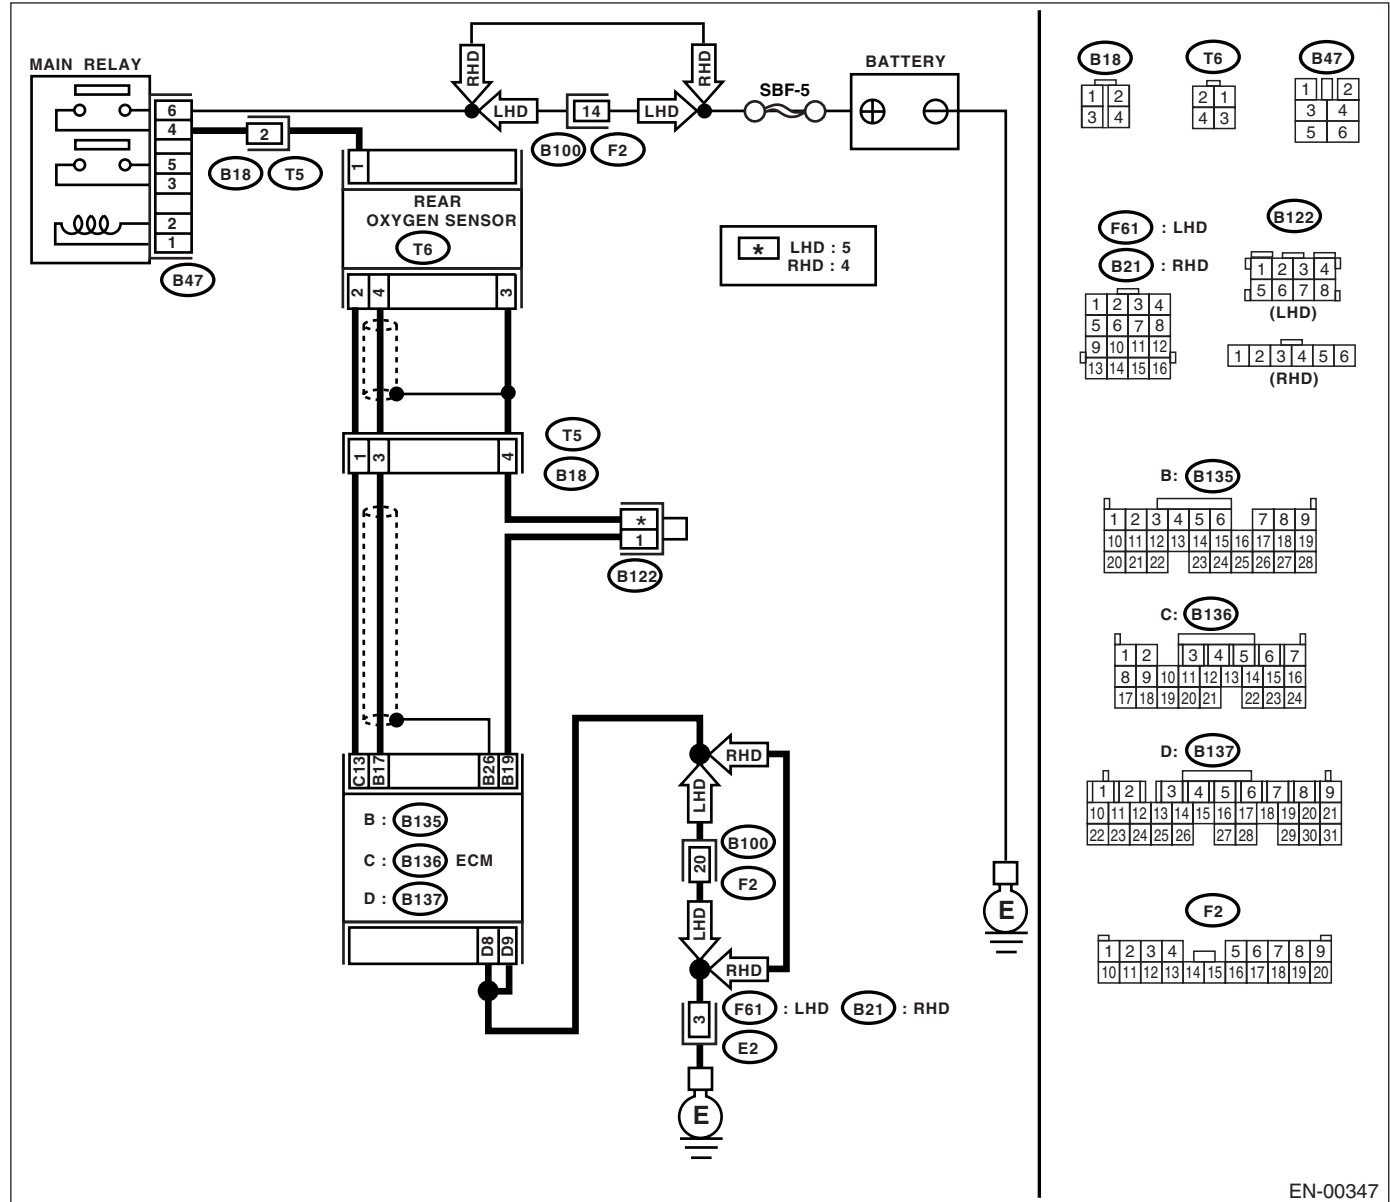 MAIN RELAY
6
4
5
3
2
1
B47
2
B18 T5
RHD
LHD
14
LHD
RHD
B100 F2
SBF-5
BATTERY
1
REAR
OXYGEN SENSOR
T6
2 4 3
* LHD : 5
RHD : 4
1 3 4
T5
B18
*
1
B122
C13 B17 B26 B19
B : B135
C : B136 ECM
D : B137
D8 D9
RHD
LHD
20
B100
F2
LHD
RHD
3
F61 : LHD B21 : RHD
E2
E
E
B18
1 2
3 4
T6
2 1
4 3
B47
1 2
3 4
5 6
F61 : LHD
B21 : RHD
1 2 3 4
5 6 7 8
9 10 11 12
13 14 15 16
B122
1 2 3 4
5 6 7 8
(LHD)
1 2 3 4 5 6
(RHD)
B: B135
1 2 3 4 5 6 7 8 9
10 11 12 13 14 15 16 17 18 19
20 21 22 23 24 25 26 27 28
C: B136
1 2 3 4 5 6 7
8 9 10 11 12 13 14 15 16
17 18 19 20 21 22 23 24
D: B137
1 2 3 4 5 6 7 8 9
10 11 12 13 14 15 16 17 18 19 20 21
22 23 24 25 26 27 28 29 30 31
F2
1 2 3 4 5 6 7 8 9
10 11 12 13 14 15 16 17 18 19 20
EN-00347